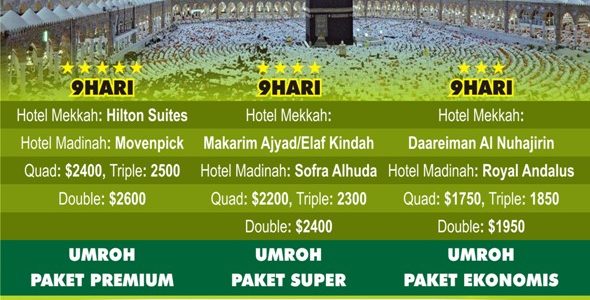 9HARI
Hotel Mekkah: Hilton Suites
Hotel Madinah: Movenpick
Quad: $2400, Triple: 2500
Double: $2600
UMROH
PAKET PREMIUM
9HARI
Hotel Mekkah:
Makarim Ajyad/Elaf Kindah
Hotel Madinah: Sofra Alhuda
Quad: $2200, Triple: 2300
Double: $2400
UMROH
PAKET SUPER
9HARI
Hotel Mekkah:
Daareiman Al Nuhajirin
Hotel Madinah: Royal Andalus
Quad: $1750, Triple: 1850
Double: $1950
UMROH
PAKET EKONOMIS